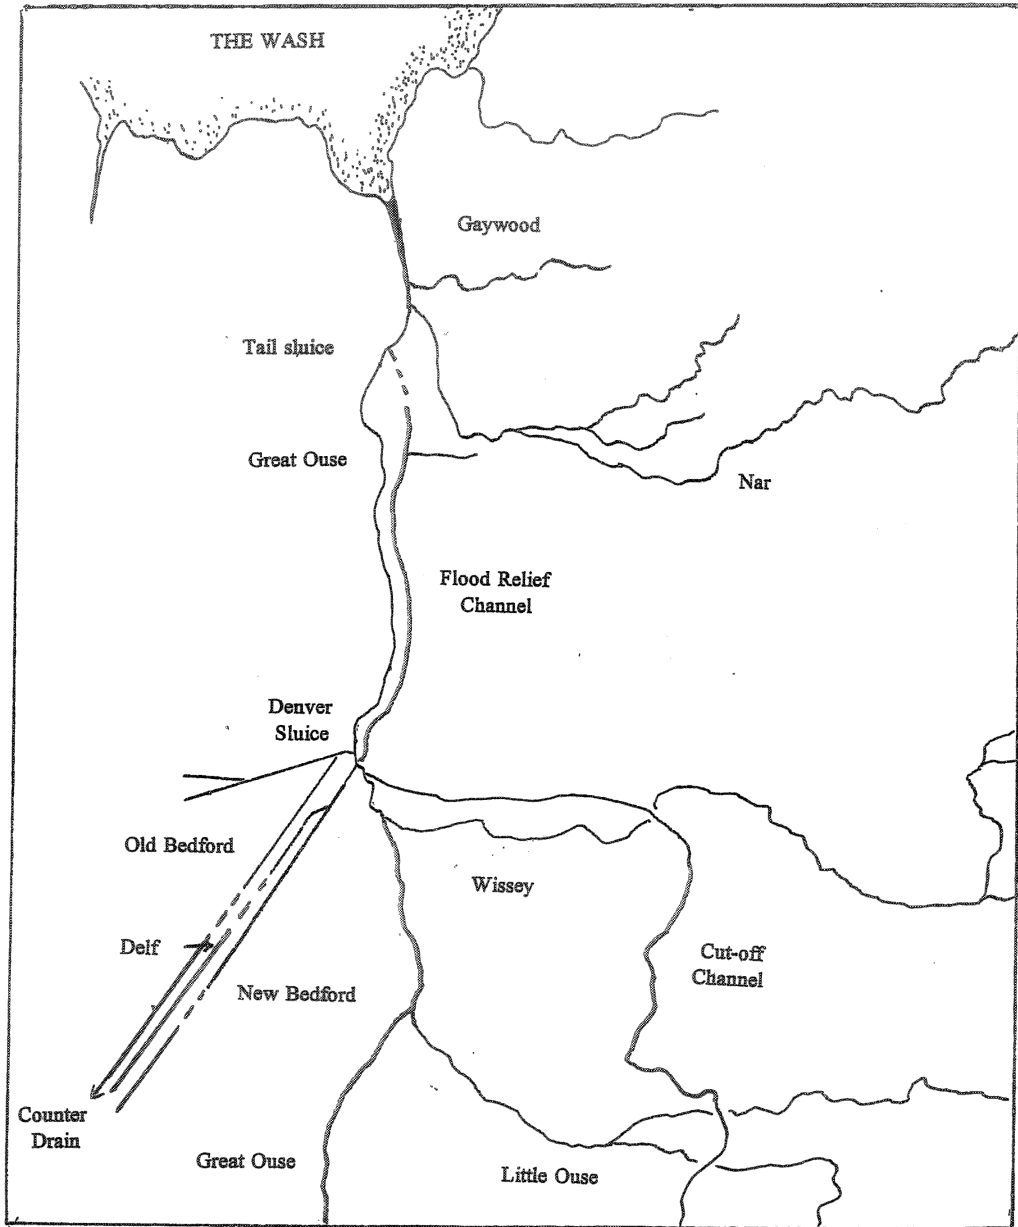 THE WASH
Gaywood
Tail sluice
Great Ouse
Nar
Flood Relief
Channel
Denver
Sluice
Old Bedford
Wissey
Delf
Cut-off
Channel
New Bedford
Counter
Drain
Great Ouse
Little Ouse